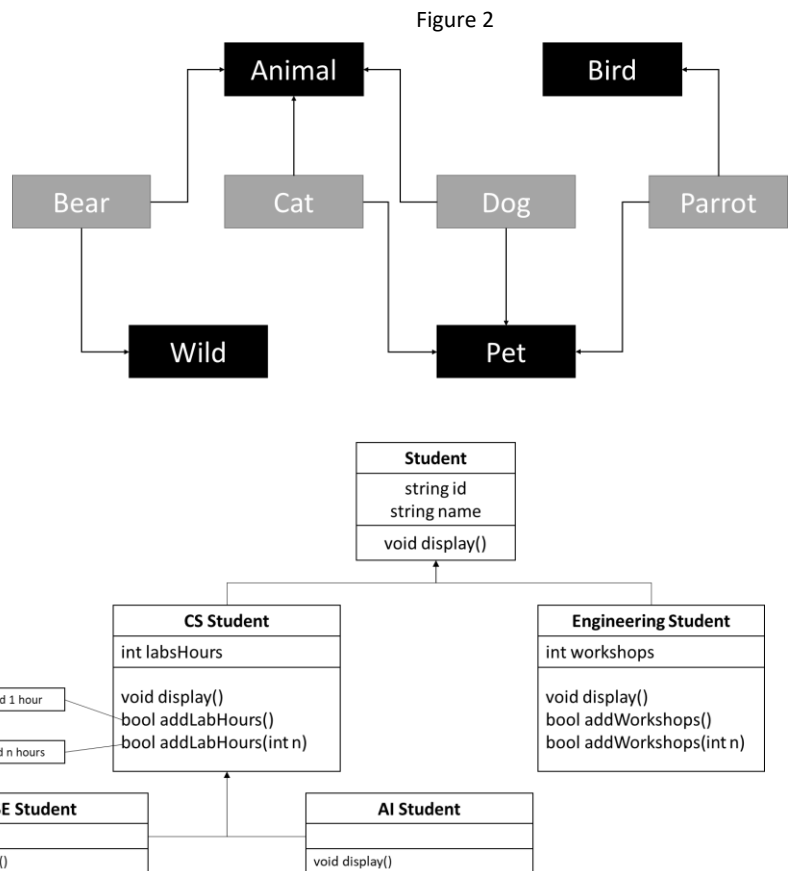 Figure 2
Animal
Bird
Bear
Cat
Dog
Parrot
Wild
Pet
Student
string id
string name
void display()
CS Student
int labsHours
void display()
bool addLabHours()
bool addLabHours(int n)
Engineering Student
int workshops
void display()
bool addWorkshops()
bool addWorkshops(int n)
1 hour
n hours
Student
AI Student
void display()